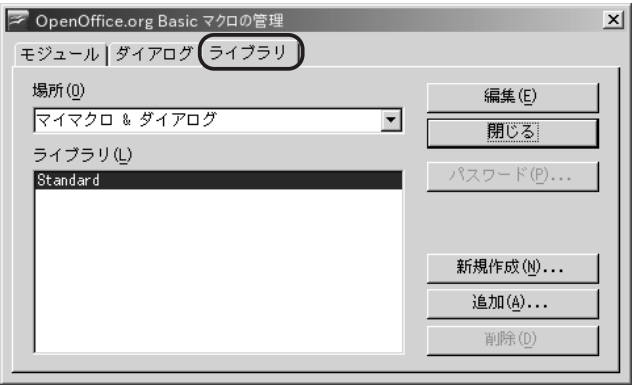 OpenOffice.org Basic マクロの管理
モジュール ダイアログ ライブラリ
場所(O)
マイマクロ & ダイアログ
ライブラリ(L)
Standard
編集(E)
閉じる
パスワード(P)...
新規作成(N)...
追加(A)...
削除(D)